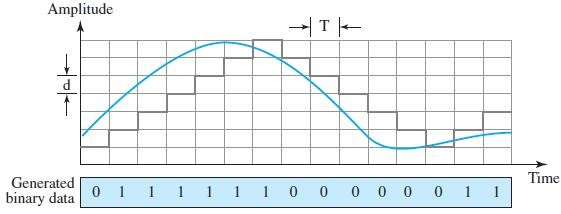 Amplitude
T
d
Time
Generated
binary data
0 1 1 1 1 1 1 0 0 0 0 0 0 1 1